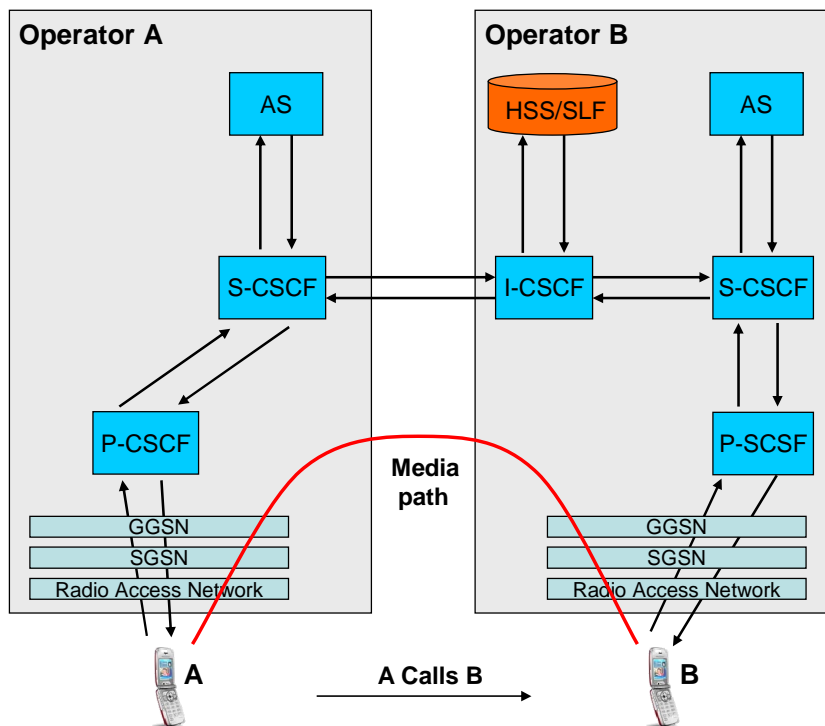 Operator A
Operator B
AS
HSS/SLF
AS
S-CSCF
I-CSCF
S-CSCF
P-CSCF
P-SCSF
Media
path
GGSN
GGSN
SGSN
SGSN
Radio Access Network
Radio Access Network
A
A Calls B
B